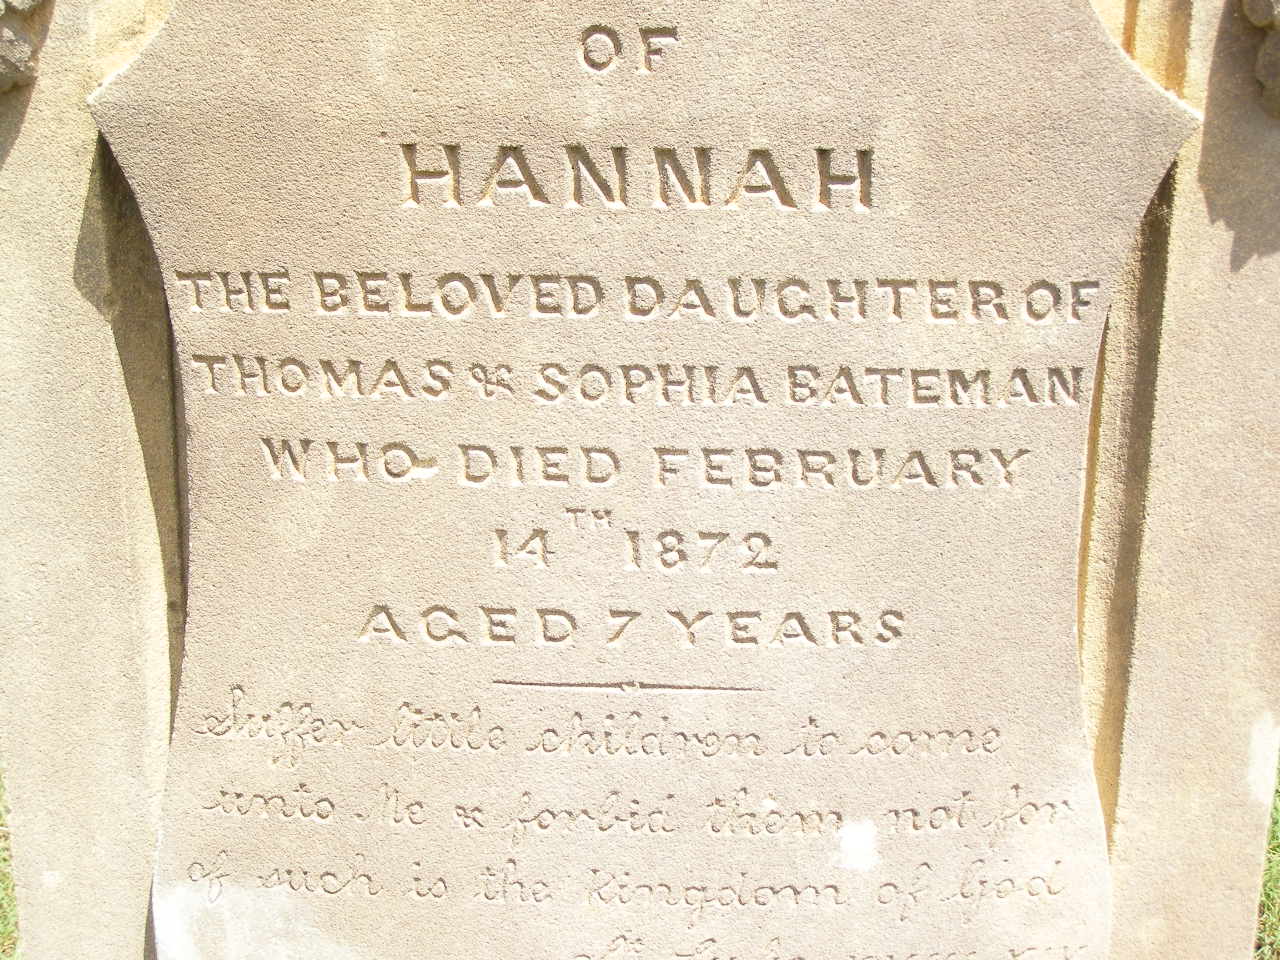 OF
HANNAH
THE BELOVED DAUGHTER OF
THOMAS & SOPHIA BATEMAN
WHO DIED FEBRUARY
14TH 1872
AGED 7 YEARS
Suffer little children to come
unto Me & forbid them not for
of such is the Kingdom of God